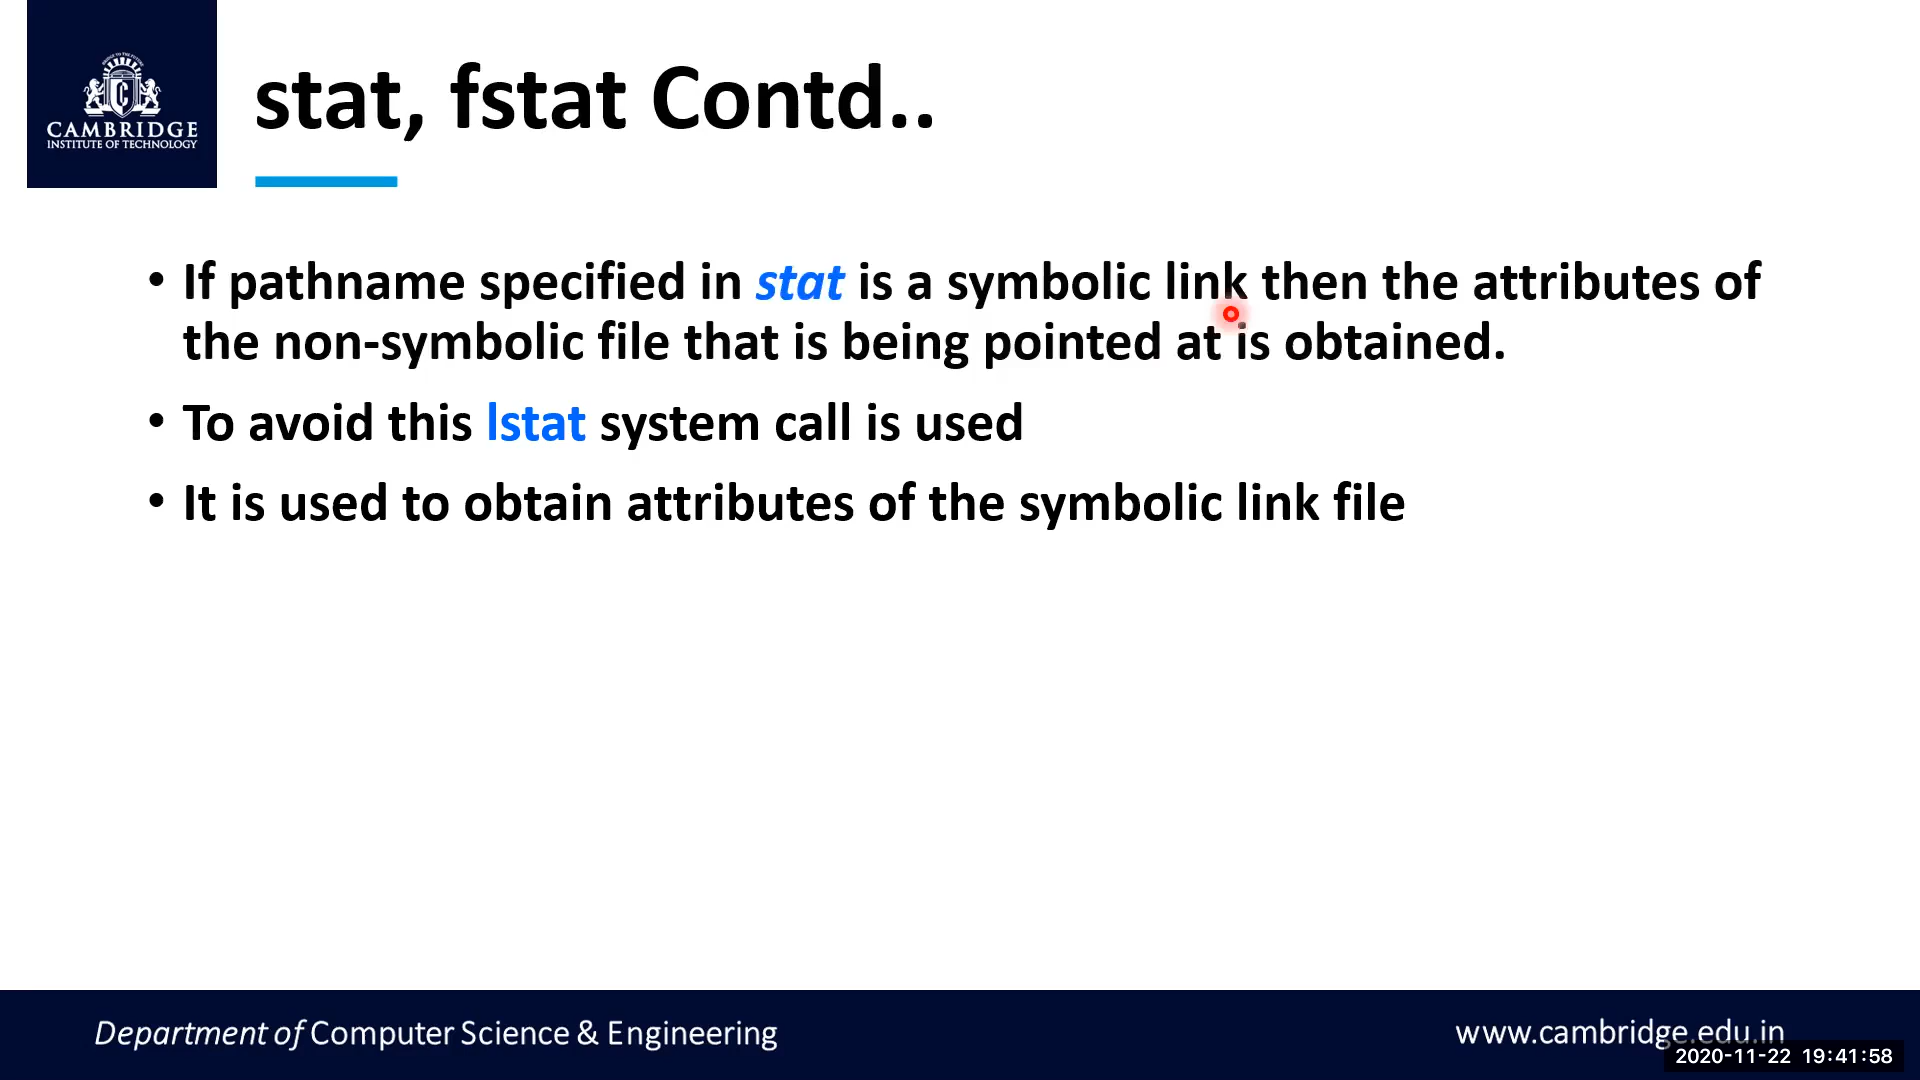 CAMBRIDGE
INSTITUTE OF TECHNOLOGY
stat, fstat Contd..
• If pathname specified in stat is a symbolic link then the attributes of
the non-symbolic file that is being pointed at is obtained.
• To avoid this lstat system call is used
• It is used to obtain attributes of the symbolic link file
Department of Computer Science & Engineering
www.cambridge.edu.in
2020-11-22 19:41:58